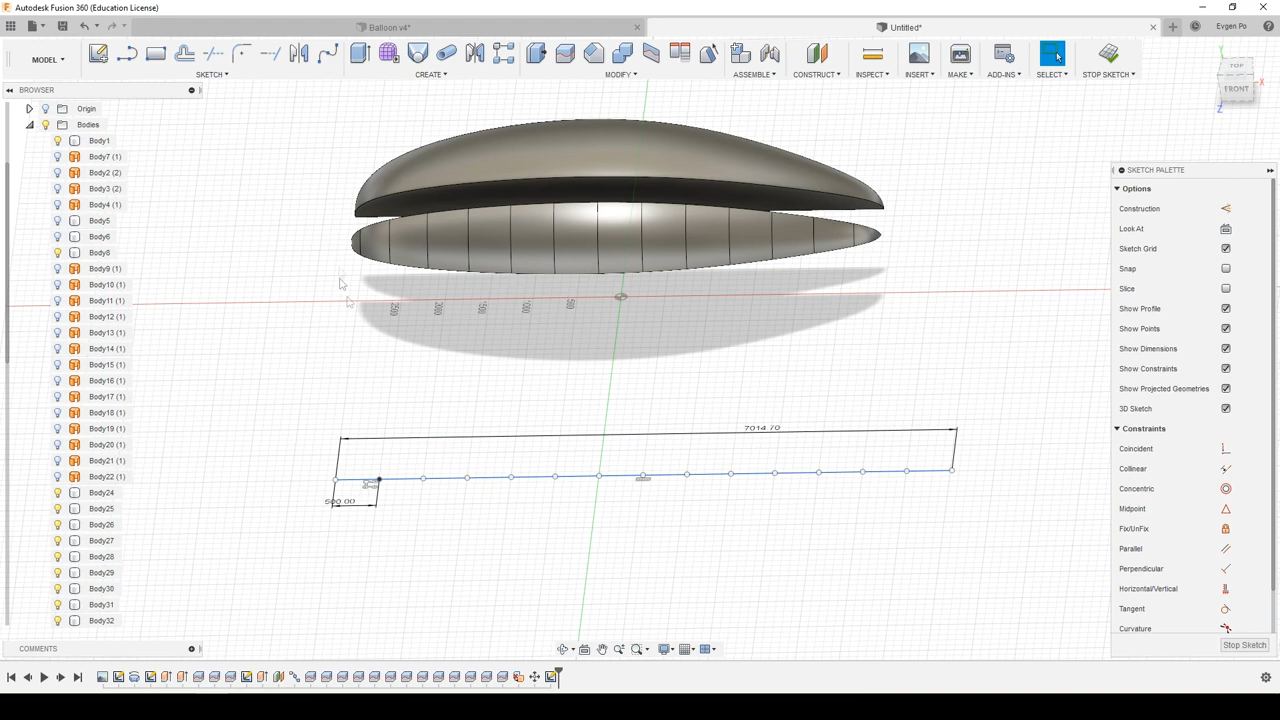 Autodesk Fusion 360 (Education License)
Balloon v4*
Untitled*
Evgen Po
MODEL
SKETCH
CREATE
MODIFY
ASSEMBLE
CONSTRUCT
INSPECT
INSERT
MAKE
ADD-INS
SELECT
STOP SKETCH
BROWSER
Origin
Bodies
Body1
Body7 (1)
Body2 (2)
Body3 (2)
Body4 (1)
Body5
Body6
Body8
Body9 (1)
Body10 (1)
Body11 (1)
Body12 (1)
Body13 (1)
Body14 (1)
Body15 (1)
Body16 (1)
Body17 (1)
Body18 (1)
Body19 (1)
Body20 (1)
Body21 (1)
Body22 (1)
Body24
Body25
Body26
Body27
Body28
Body29
Body30
Body31
Body32
TOP
FRONT
Y
X
Z
2500
2000
1500
1000
500
7014.70
500.00
SKETCH PALETTE
Options
Construction
Look At
Sketch Grid
Snap
Slice
Show Profile
Show Points
Show Dimensions
Show Constraints
Show Projected Geometries
3D Sketch
Constraints
Coincident
Collinear
Concentric
Midpoint
Fix/UnFix
Parallel
Perpendicular
Horizontal/Vertical
Tangent
Curvature
Stop Sketch
COMMENTS